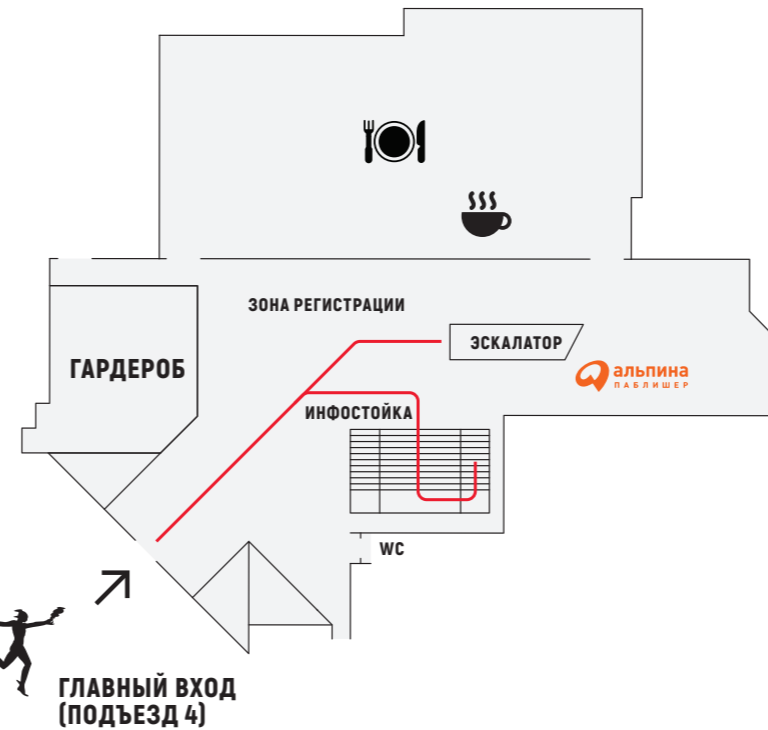 ЗОНА РЕГИСТРАЦИИ
ГАРДЕРОБ
ЭСКАЛАТОР
альпина
ПАБЛИШЕР
ИНФОСТОЙКА
WC
ГЛАВНЫЙ ВХОД
(ПОДЪЕЗД 4)